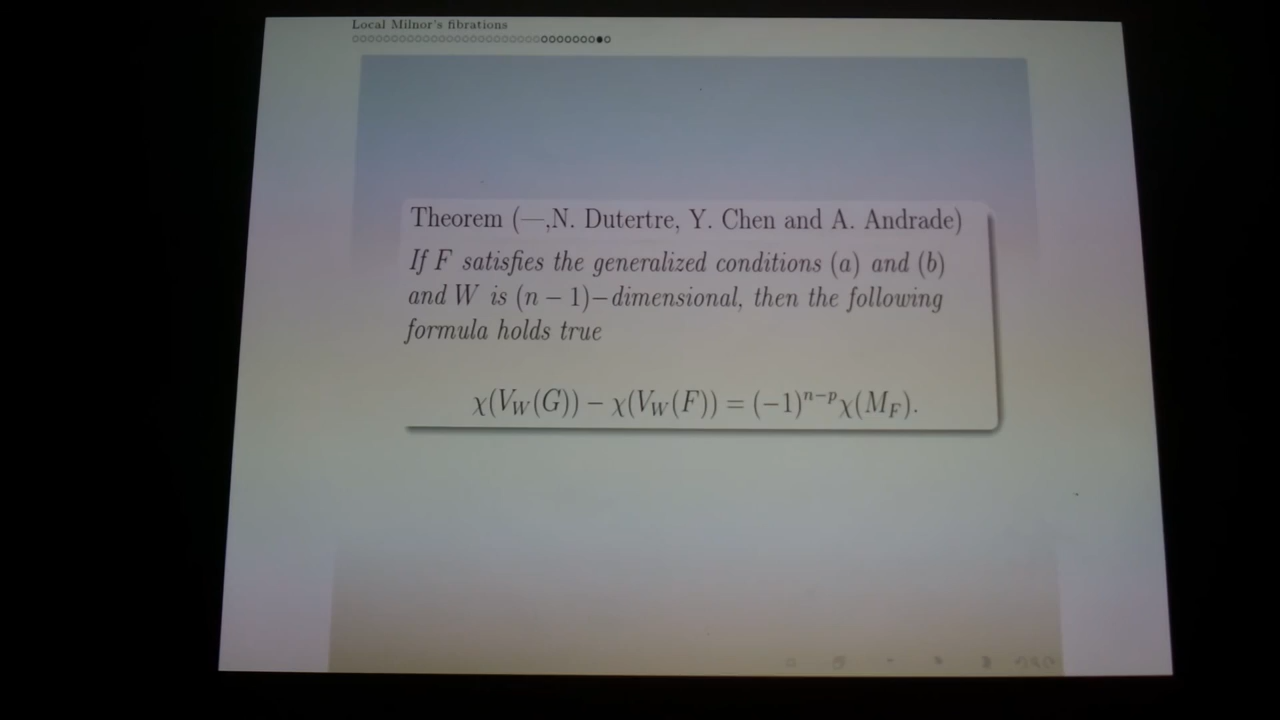 Local Milnor's fibrations
Theorem (—,N. Dutertre, Y. Chen and A. Andrade)
If F satisfies the generalized conditions (a) and (b)
and W is (n − 1)−dimensional, then the following
formula holds true
χ(V_W(G)) − χ(V_W(F)) = (−1)^{n−p}χ(M_F).